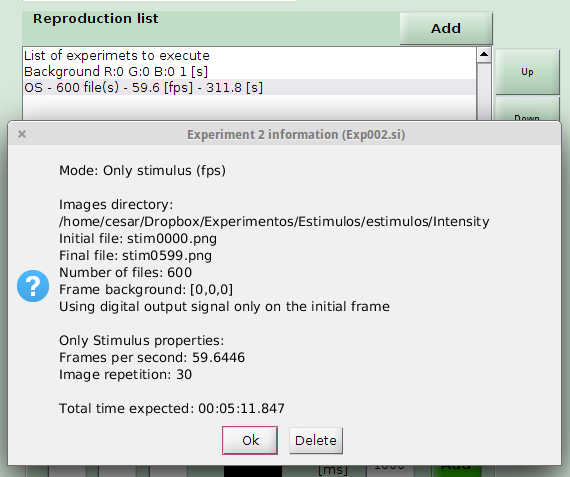 Reproduction list
Add
List of experimets to execute
Background R:0 G:0 B:0 1 [s]
OS - 600 file(s) - 59.6 [fps] - 311.8 [s]
Up
Down
Experiment 2 information (Exp002.si)
Mode: Only stimulus (fps)
Images directory:
/home/cesar/Dropbox/Experimentos/Estimulos/estimulos/Intensity
Initial file: stim0000.png
Final file: stim0599.png
Number of files: 600
Frame background: [0,0,0]
Using digital output signal only on the initial frame
Only Stimulus properties:
Frames per second: 59.6446
Image repetition: 30
Total time expected: 00:05:11.847
Ok
Delete
[ms]
1000
Add